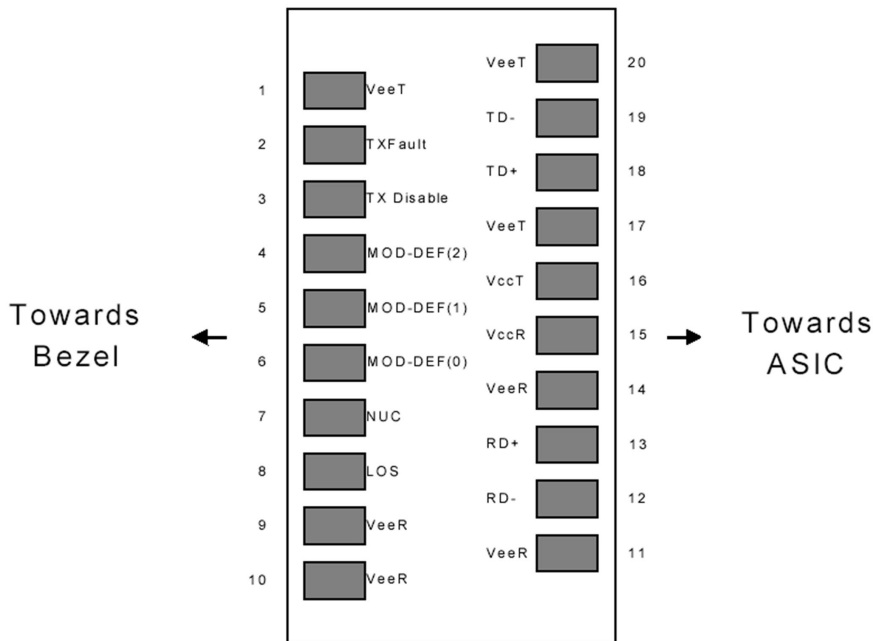 VeeT 20
1 VeeT
TD- 19
2 TXFault
TD+ 18
3 TX Disable
VeeT 17
4 MOD-DEF(2)
VccT 16
5 MOD-DEF(1)
Towards
Bezel
VccR 15
Towards
ASIC
6 MOD-DEF(0)
VeeR 14
7 NUC
RD+ 13
8 LOS
RD- 12
9 VeeR
VeeR 11
10 VeeR